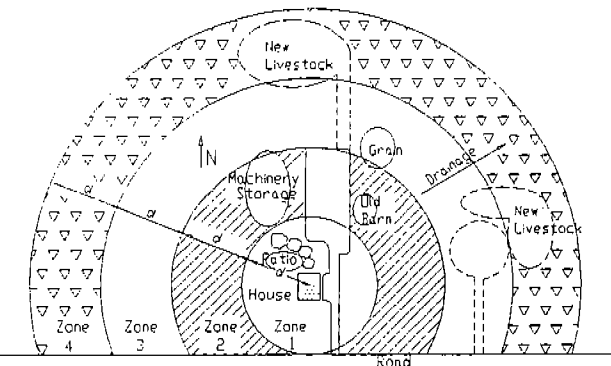 New
Livestock
N
Grain
Drainage
Machinery
Storage
Old
Barn
New
Livestock
α
α
α
Ratio
α
House
Zone
4
Zone
3
Zone
2
Zone
1
Road